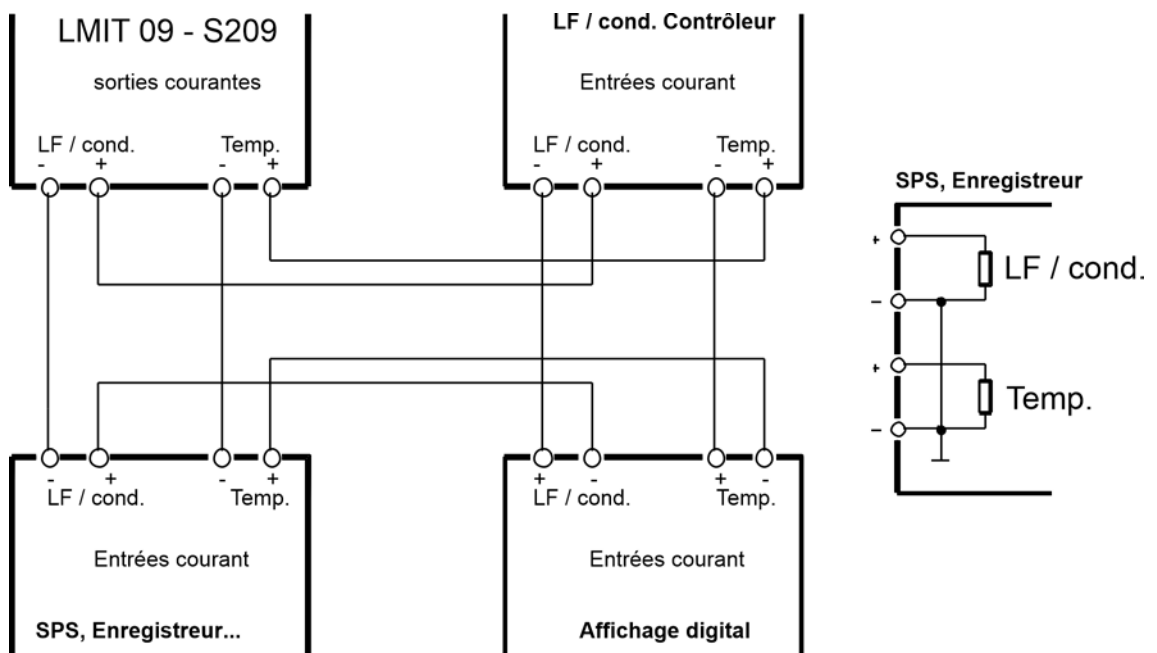 LMIT 09 - S209
sorties courantes
LF / cond.
Temp.
- + - +
LF / cond. Contrôleur
Entrées courant
LF / cond.
Temp.
- + - +
SPS, Enregistreur
+
LF / cond.
–
+
Temp.
–
- + - +
LF / cond.
Temp.
Entrées courant
SPS, Enregistreur...
+ - + -
LF / cond.
Temp.
Entrées courant
Affichage digital